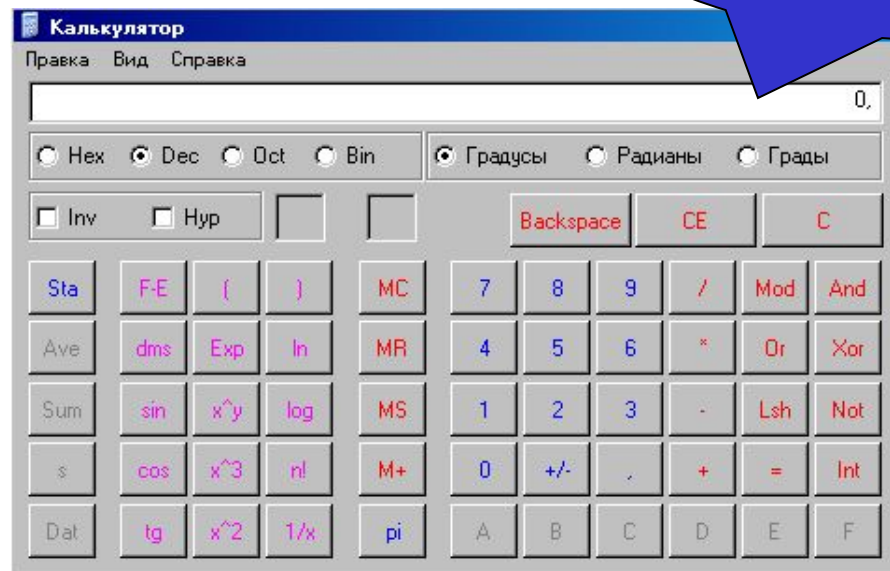 Калькулятор
Правка Вид Справка
0,
Hex Dec Oct Bin Градусы Радианы Грады
Inv Hyp Backspace CE C
Sta F-E ( ) MC 7 8 9 / Mod And
Ave dms Exp ln MR 4 5 6 * Or Xor
Sum sin x^y log MS 1 2 3 - Lsh Not
s cos x^3 n! M+ 0 +/- , + = Int
Dat tg x^2 1/x pi A B C D E F